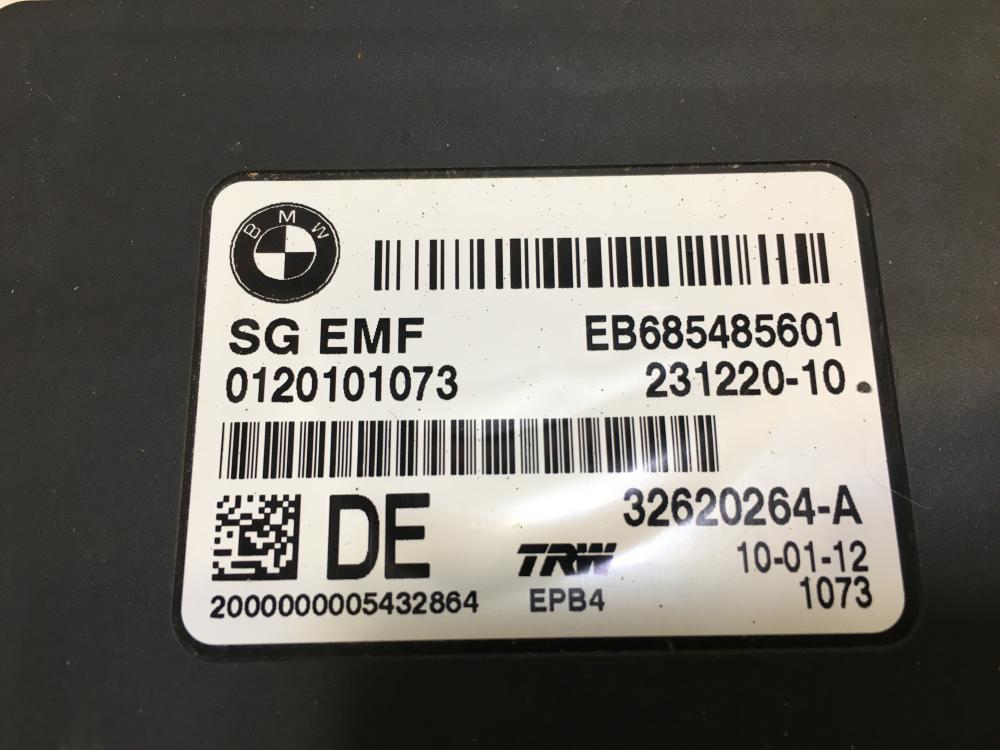 BMW
SG EMF EB685485601
0120101073 231220-10
32620264-A
DE TRW 10-01-12
2000000005432864 EPB4 1073